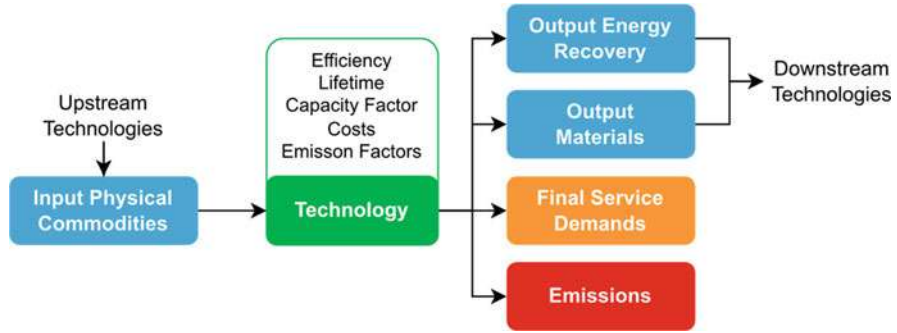 Upstream
Technologies
Input Physical
Commodities
Efficiency
Lifetime
Capacity Factor
Costs
Emisson Factors
Technology
Output Energy
Recovery
Output
Materials
Final Service
Demands
Emissions
Downstream
Technologies